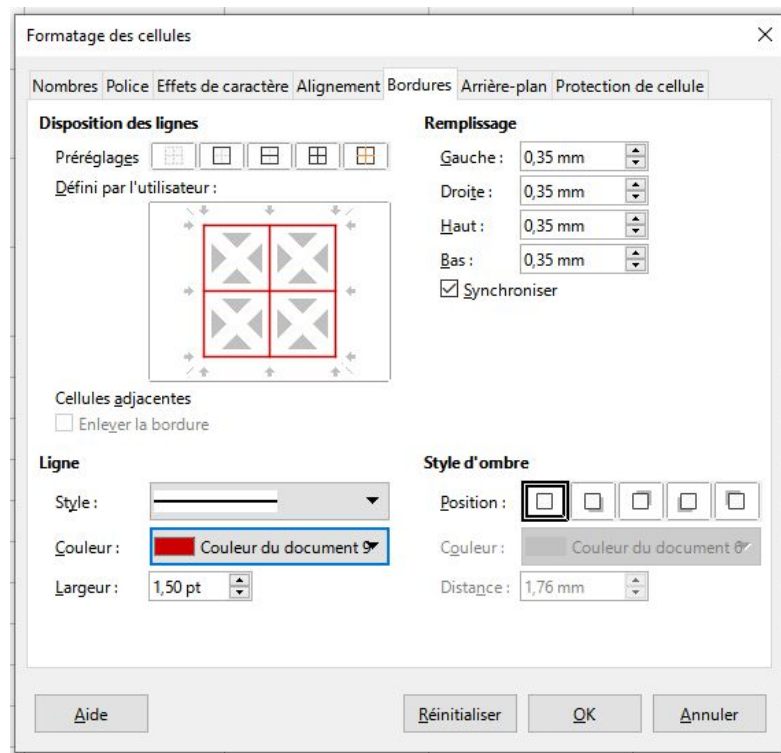 Formatage des cellules
Nombres Police Effets de caractère Alignement Bordures Arrière-plan Protection de cellule
Disposition des lignes
Préréglages
Défini par l'utilisateur :
Cellules adjacentes
Enlever la bordure
Remplissage
Gauche : 0,35 mm
Droite : 0,35 mm
Haut : 0,35 mm
Bas : 0,35 mm
Synchroniser
Ligne
Style :
Couleur : Couleur du document 9
Largeur : 1,50 pt
Style d'ombre
Position :
Couleur : Couleur du document 6
Distance : 1,76 mm
Aide Réinitialiser OK Annuler